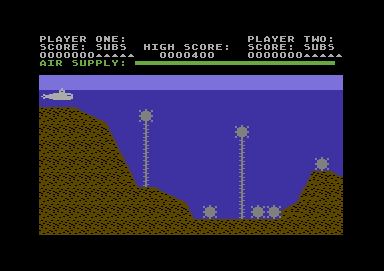 PLAYER ONE: PLAYER TWO:
SCORE: SUBS HIGH SCORE: SCORE: SUBS
0000000 0000400 0000000
AIR SUPPLY: